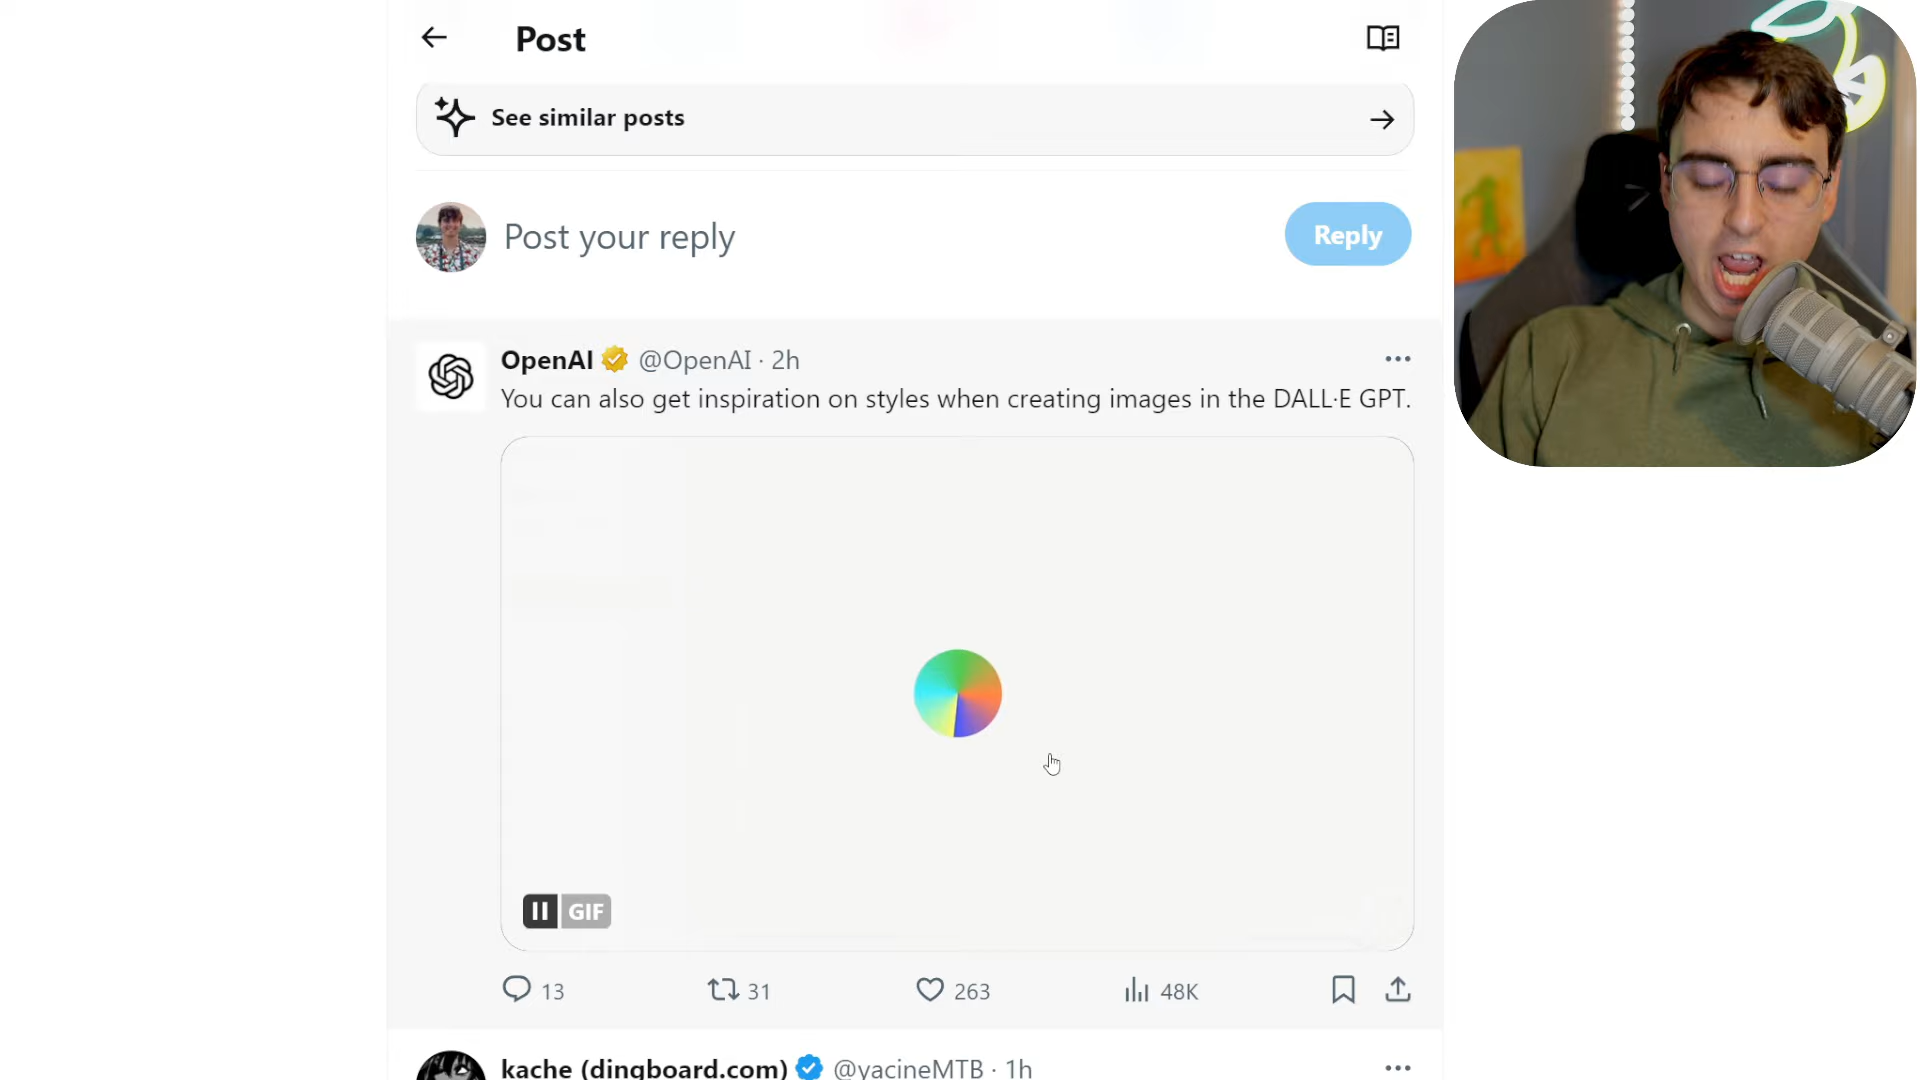 Post
See similar posts
Post your reply
Reply
OpenAI @OpenAI · 2h
You can also get inspiration on styles when creating images in the DALL·E GPT.
GIF
13
31
263
48K
kache (dingboard.com) @yacineMTB · 1h